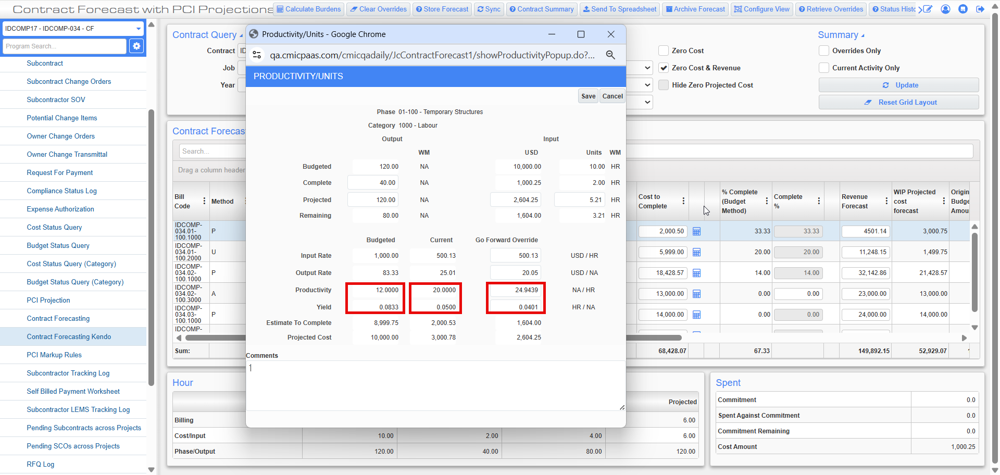 Contract Forecast with PCI Projections
Calculate Burdens
Clear Overrides
Store Forecast
Sync
Contract Summary
Send To Spreadsheet
Archive Forecast
Configure View
Retrieve Overrides
Status Histo
IDCOMP17 - IDCOMP-034 - CF
Program Search...
Subcontract
Subcontract Change Orders
Subcontractor SOV
Potential Change Items
Owner Change Orders
Owner Change Transmittal
Request For Payment
Compliance Status Log
Expense Authorization
Cost Status Query
Budget Status Query
Cost Status Query (Category)
Budget Status Query (Category)
PCI Projection
Contract Forecasting
Contract Forecasting Kendo
PCI Markup Rules
Subcontractor Tracking Log
Self Billed Payment Worksheet
Subcontractor LEMS Tracking Log
Pending Subcontracts across Projects
Pending SCOs across Projects
RFQ Log
Contract Query
Contract ID
Job
Year
Zero Cost
Zero Cost & Revenue
Hide Zero Projected Cost
Summary
Overrides Only
Current Activity Only
Update
Reset Grid Layout
Productivity/Units - Google Chrome
qa.cmicpaas.com/cmicqadaily/JcContractForecast1/showProductivityPopup.do?...
PRODUCTIVITY/UNITS
Save Cancel
Phase 01-100 - Temporary Structures
Category 1000 - Labour
Output Input
WM USD Units WM
Budgeted 120.00 NA 10,000.00 10.00 HR
Complete 40.00 NA 1,000.25 2.00 HR
Projected 120.00 NA 2,604.25 5.21 HR
Remaining 80.00 NA 1,604.00 3.21 HR
Budgeted Current Go Forward Override
Input Rate 1,000.00 500.13 500.13 USD / HR
Output Rate 83.33 25.01 20.05 USD / NA
Productivity 12.0000 20.0000 24.9439 NA / HR
Yield 0.0833 0.0500 0.0401 HR / NA
Estimate To Complete 8,999.75 2,000.53 1,604.00
Projected Cost 10,000.00 3,000.78 2,604.25
Comments
Contract Forecas
Search...
Drag a column header
Bill Code
Method
Cost to Complete
% Complete (Budget Method)
Complete %
Revenue Forecast
WIP Projected cost forecast
Origin Budge Amou
IDCOMP-034.01-100.1000 P 2,000.50 33.33 33.33 4501.14 3,000.75
IDCOMP-034.01-100.2000 U 5,999.00 20.00 20.00 11,248.15 1,499.75
IDCOMP-034.02-100.1000 P 18,428.57 14.00 14.00 32,142.86 21,428.57
IDCOMP-034.02-100.3000 A 13,000.00 0.00 0.00 23,000.00 13,000.00
IDCOMP-034.03-100.1000 P 14,000.00 0.00 0.00 24,000.00 14,000.00
IDCOMP-
Sum: 68,428.07 67.33 149,892.15 52,929.07
Hour
Projected
Billing 6.00
Cost/Input 10.00 2.00 4.00 6.00
Phase/Output 120.00 40.00 80.00 120.00
Spent
Commitment 0.0
Spent Against Commitment 0.0
Commitment Remaining 0.0
Cost Amount 1,000.25